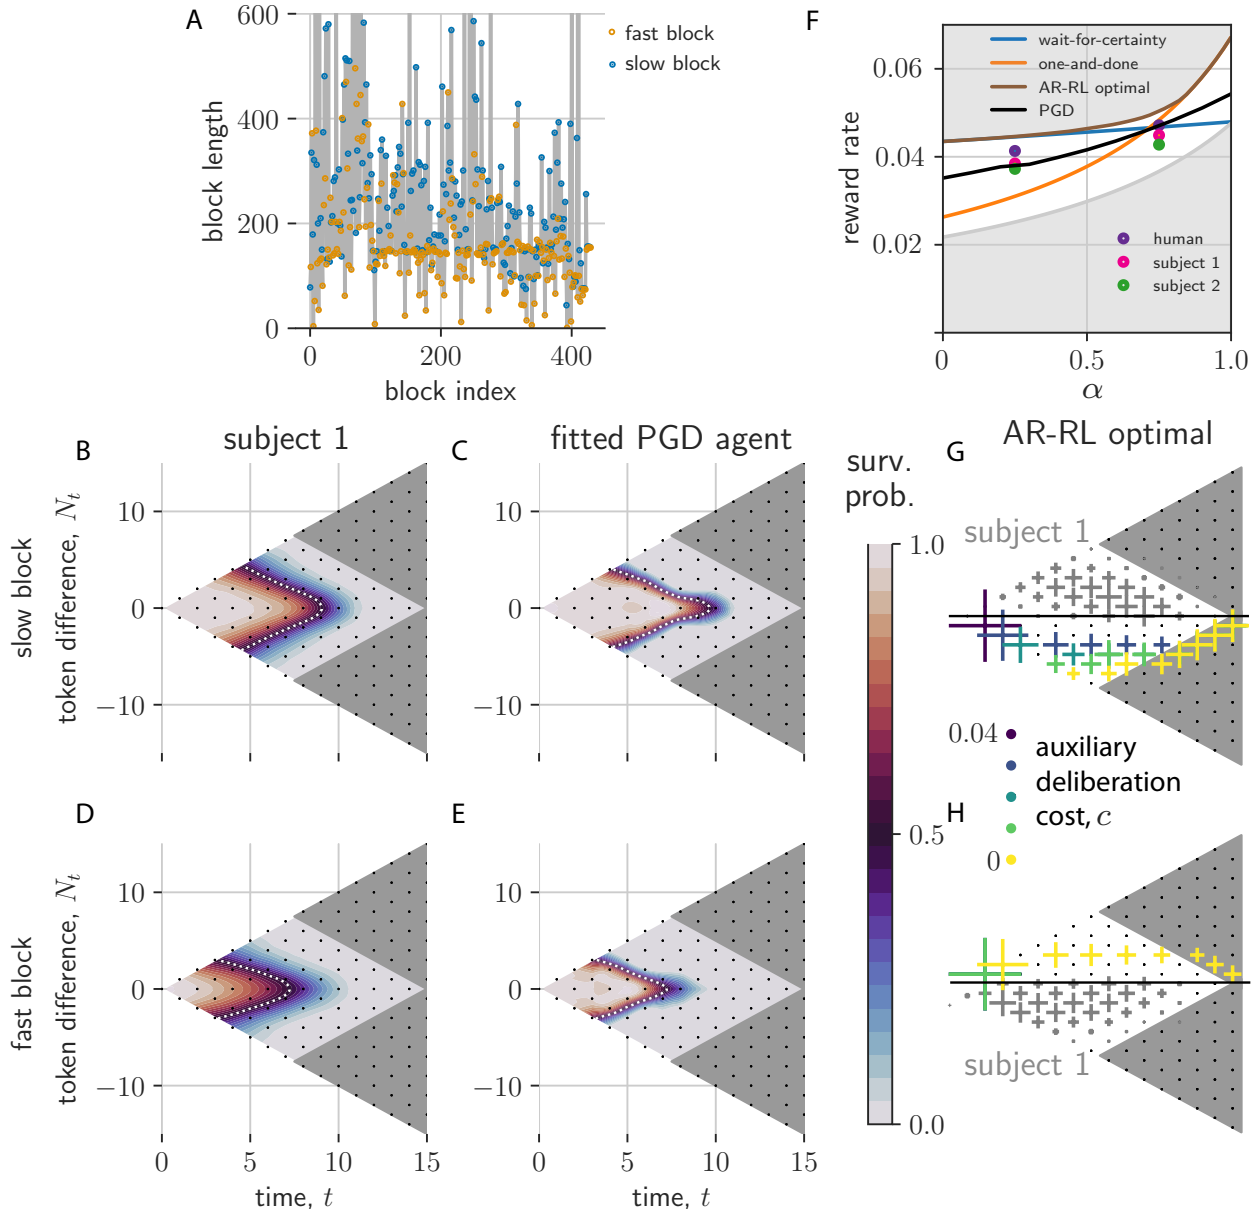 A
600
400
200
0
block length
0
200
400
block index
fast block
slow block
F
0.06
0.04
0.02
reward rate
wait-for-certainty
one-and-done
AR-RL optimal
PGD
human
subject 1
subject 2
0
0.5
1.0
α
subject 1
fitted PGD agent
AR-RL optimal
B
slow block
token difference, N_t
10
0
−10
C
10
0
−10
surv.
prob.
1.0
0.5
0.0
G
subject 1
0.04
auxiliary
deliberation
cost, c
0
D
fast block
token difference, N_t
10
0
−10
0
5
10
15
time, t
E
10
0
−10
0
5
10
15
time, t
H
subject 1